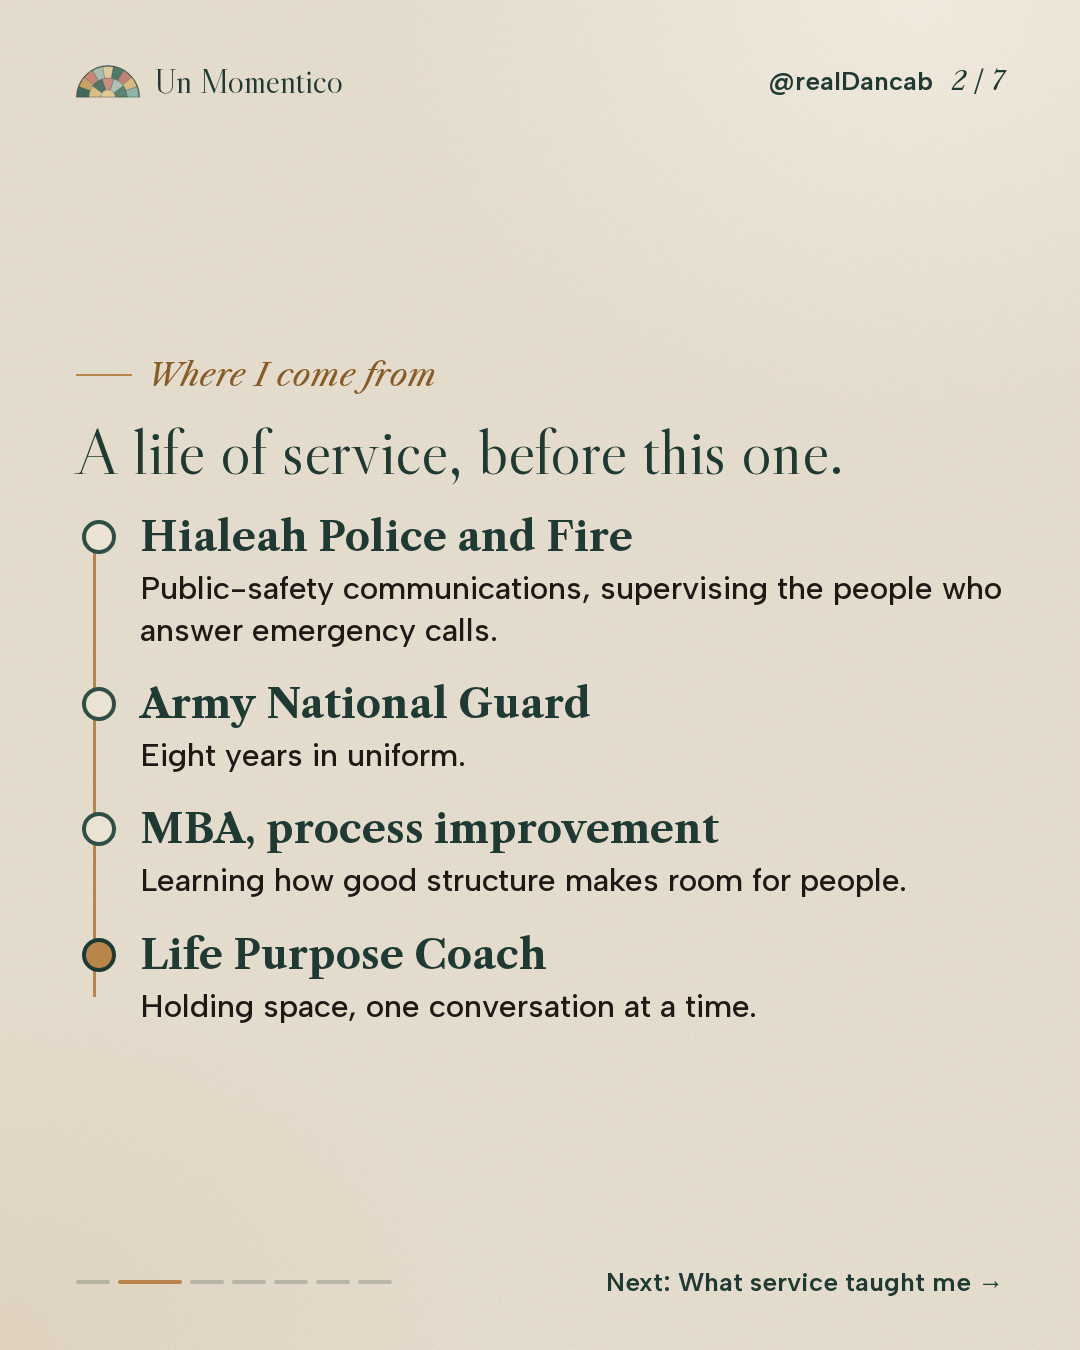 Un Momentico
@realDancab 2 / 7
Where I come from
A life of service, before this one.
Hialeah Police and Fire
Public-safety communications, supervising the people who
answer emergency calls.
Army National Guard
Eight years in uniform.
MBA, process improvement
Learning how good structure makes room for people.
Life Purpose Coach
Holding space, one conversation at a time.
Next: What service taught me →